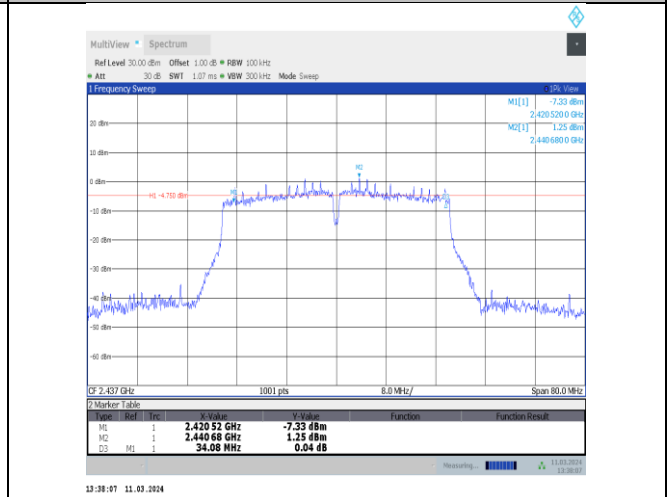 MultiView Spectrum
Ref Level 30.00 dBm Offset 1.00 dB RBW 100 kHz
Att 30 dB SWT 1.07 ms VBW 300 kHz Mode Sweep
1 Frequency Sweep 1Pk View
M1[1] -7.33 dBm
2.4205200 GHz
M2[1] 1.25 dBm
2.4406800 GHz
20 dBm
10 dBm
M2
0 dBm
H1 -4.750 dBm
M1
-10 dBm
-20 dBm
-30 dBm
-40 dBm
-50 dBm
-60 dBm
CF 2.437 GHz 1001 pts 8.0 MHz/ Span 80.0 MHz
2 Marker Table
Type Ref Trc X-Value Y-Value Function Function Result
M1 1 2.420 52 GHz -7.33 dBm
M2 1 2.440 68 GHz 1.25 dBm
D3 M1 1 34.08 MHz 0.04 dB
Measuring... 11.03.2024
13:38:07
13:38:07 11.03.2024